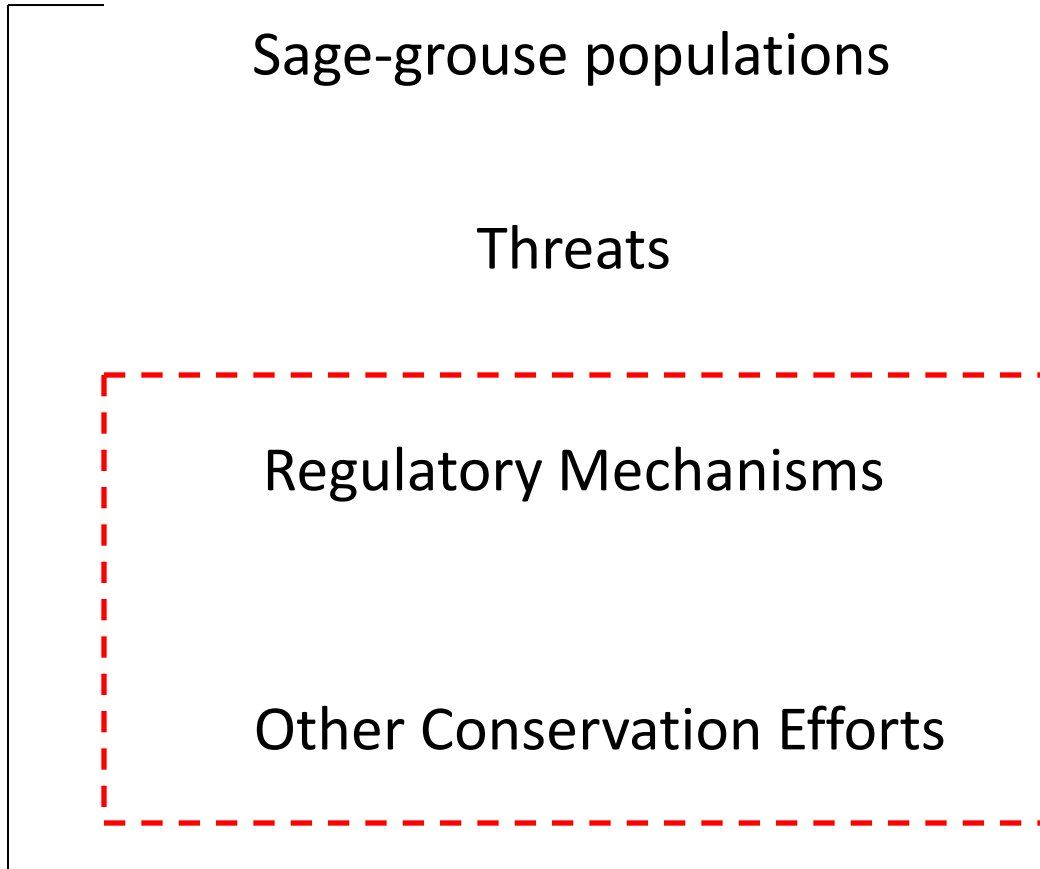 Sage-grouse populations
Threats
Regulatory Mechanisms
Other Conservation Efforts